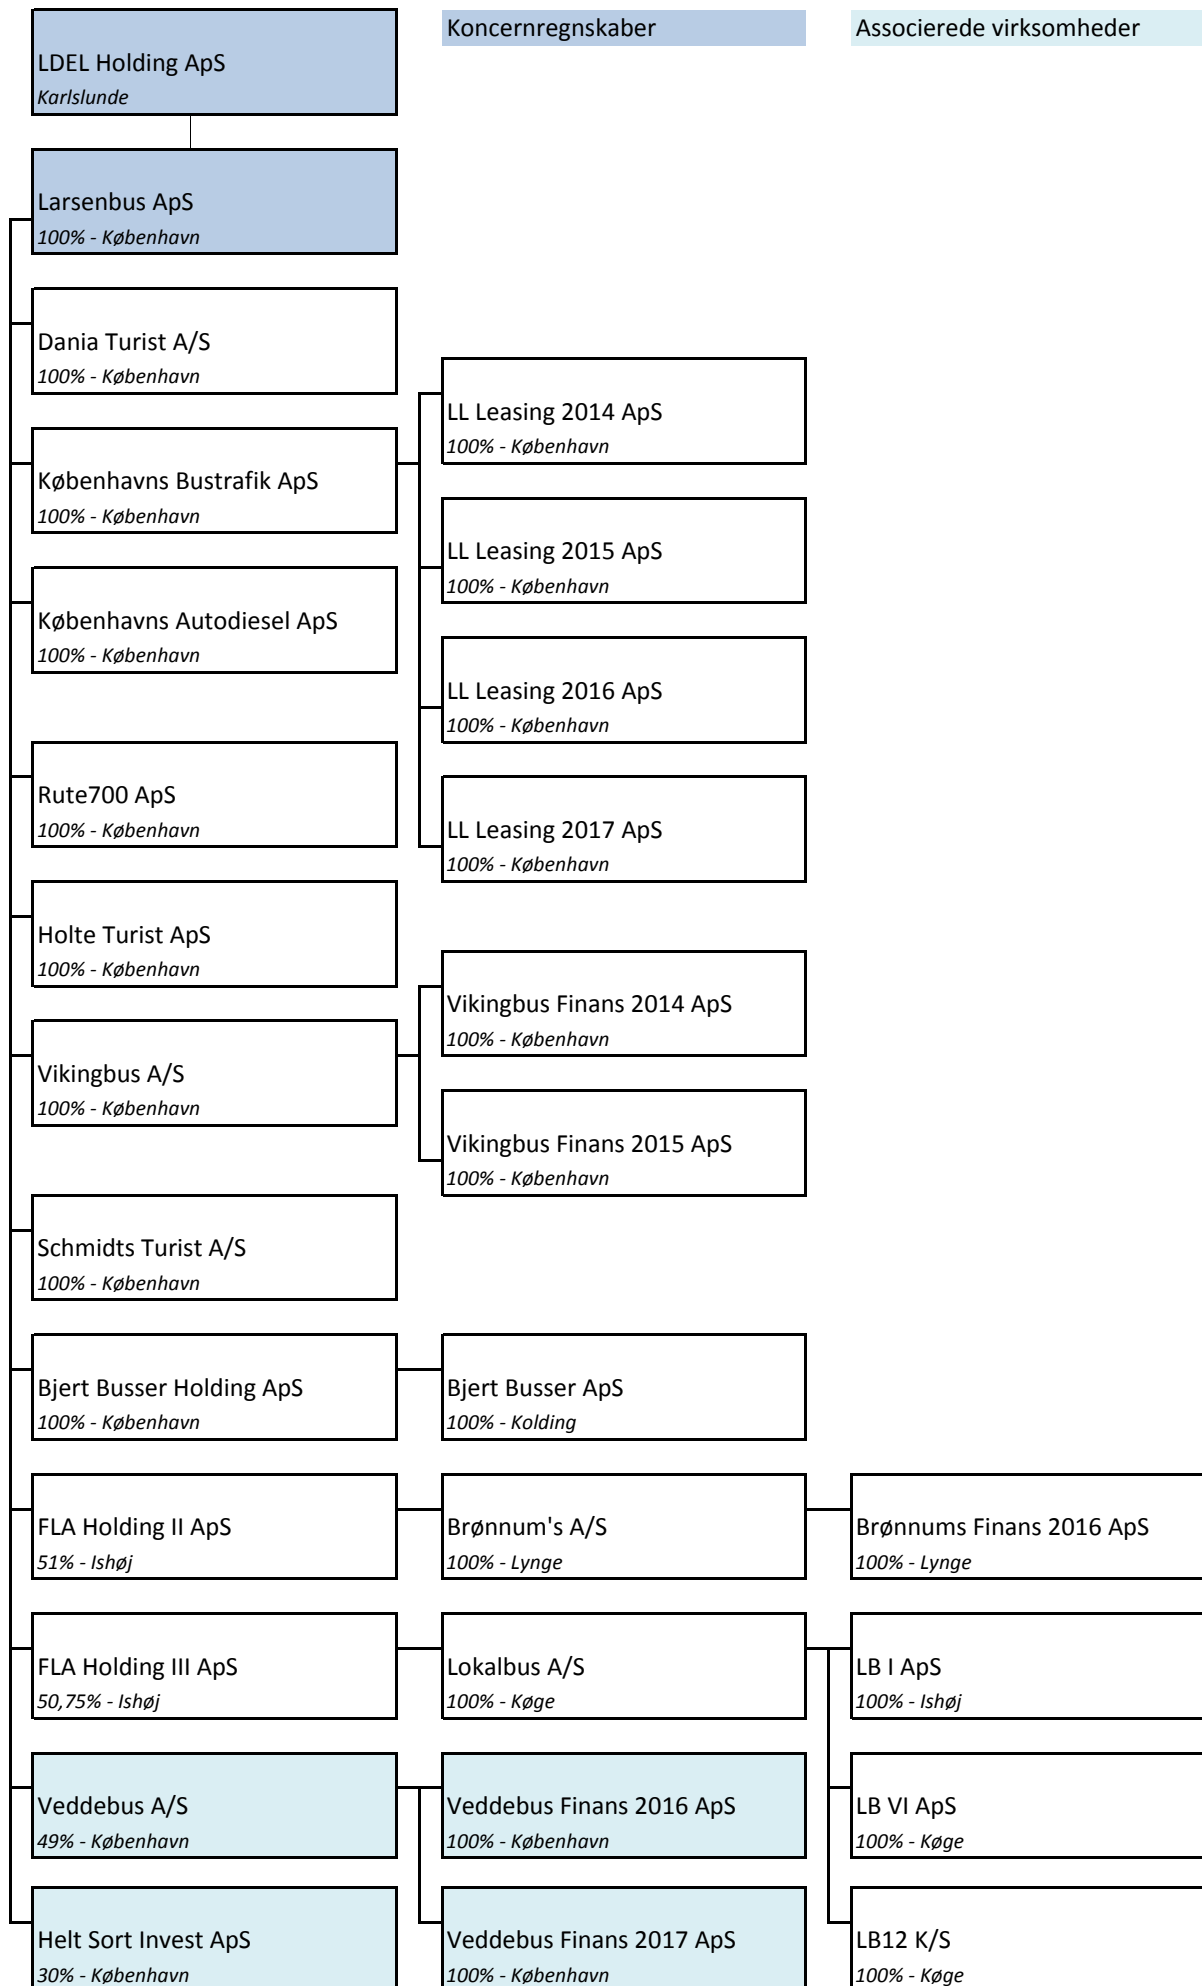 LDEL Holding ApS
Karlslunde
Koncernregnskaber
Associerede virksomheder
Larsenbus ApS
100% - København
Dania Turist A/S
100% - København
LL Leasing 2014 ApS
100% - København
Københavns Bustrafik ApS
100% - København
LL Leasing 2015 ApS
100% - København
Københavns Autodiesel ApS
100% - København
LL Leasing 2016 ApS
100% - København
Rute700 ApS
100% - København
LL Leasing 2017 ApS
100% - København
Holte Turist ApS
100% - København
Vikingbus Finans 2014 ApS
100% - København
Vikingbus A/S
100% - København
Vikingbus Finans 2015 ApS
100% - København
Schmidts Turist A/S
100% - København
Bjert Busser Holding ApS
100% - København
Bjert Busser ApS
100% - Kolding
FLA Holding II ApS
51% - Ishøj
Brønnum's A/S
100% - Lynge
Brønnums Finans 2016 ApS
100% - Lynge
FLA Holding III ApS
50,75% - Ishøj
Lokalbus A/S
100% - Køge
LB I ApS
100% - Ishøj
Veddebus A/S
49% - København
Veddebus Finans 2016 ApS
100% - København
LB VI ApS
100% - Køge
Helt Sort Invest ApS
30% - København
Veddebus Finans 2017 ApS
100% - København
LB12 K/S
100% - Køge